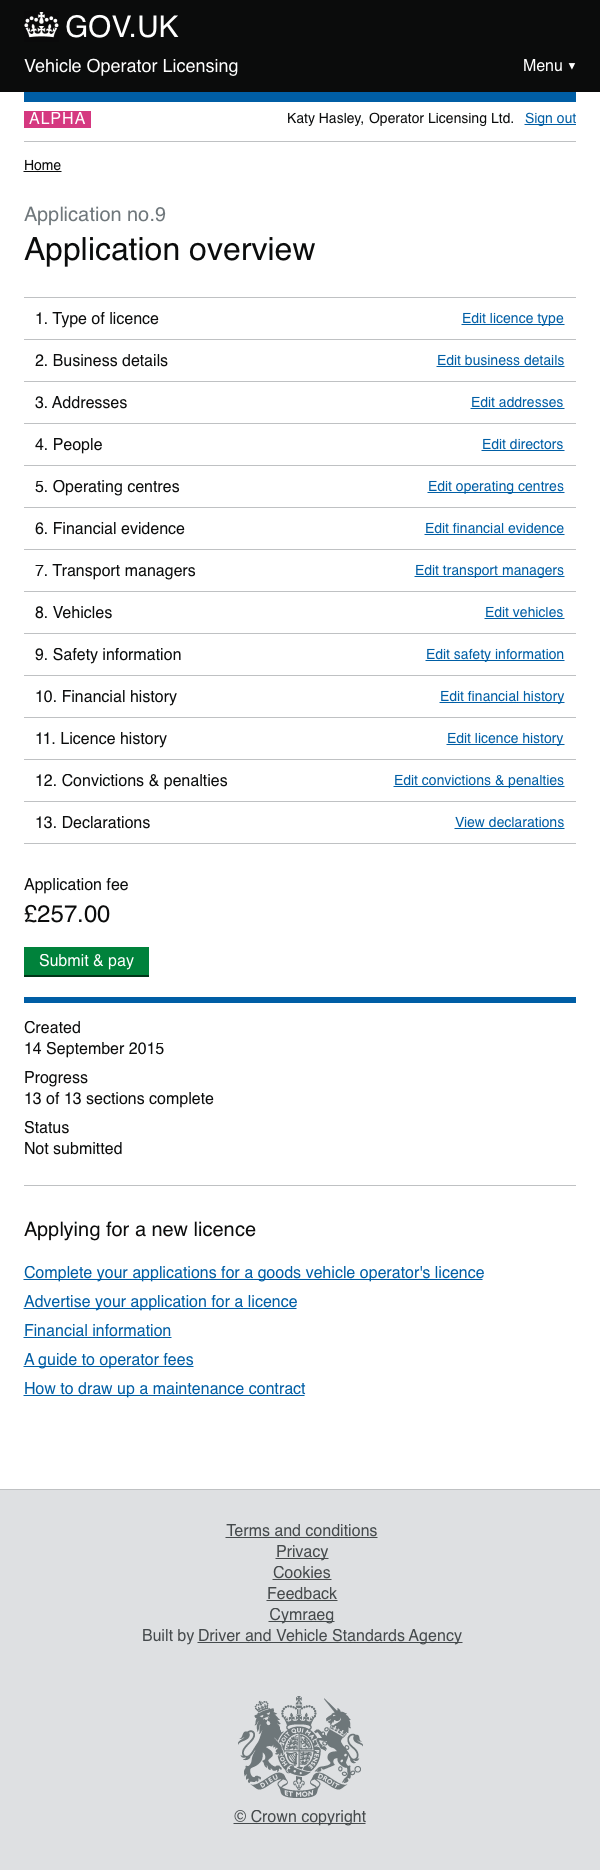 GOV.UK
Vehicle Operator Licensing Menu ▼
ALPHA Katy Hasley, Operator Licensing Ltd. Sign out
Home
Application no.9
Application overview
1. Type of licence Edit licence type
2. Business details Edit business details
3. Addresses Edit addresses
4. People Edit directors
5. Operating centres Edit operating centres
6. Financial evidence Edit financial evidence
7. Transport managers Edit transport managers
8. Vehicles Edit vehicles
9. Safety information Edit safety information
10. Financial history Edit financial history
11. Licence history Edit licence history
12. Convictions & penalties Edit convictions & penalties
13. Declarations View declarations
Application fee
£257.00
Submit & pay
Created
14 September 2015
Progress
13 of 13 sections complete
Status
Not submitted
Applying for a new licence
Complete your applications for a goods vehicle operator's licence
Advertise your application for a licence
Financial information
A guide to operator fees
How to draw up a maintenance contract
Terms and conditions
Privacy
Cookies
Feedback
Cymraeg
Built by Driver and Vehicle Standards Agency
DIEU ET MON DROIT
© Crown copyright